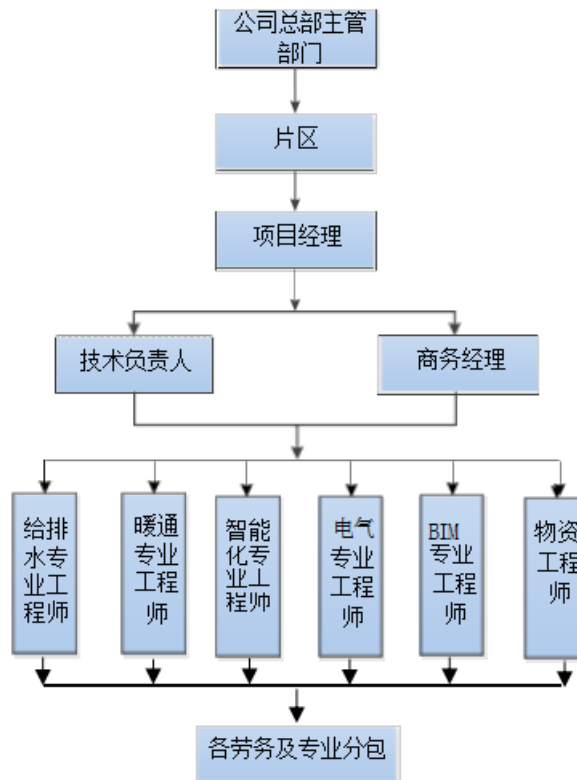 公司总部主管
部门
片区
项目经理
技术负责人
商务经理
给排
水专
业工
程师
暖通
专业
工程
师
智能
化专
业工
程师
电气
专业
工程
师
BIM
专业
工程
师
物资
工程
师
各劳务及专业分包